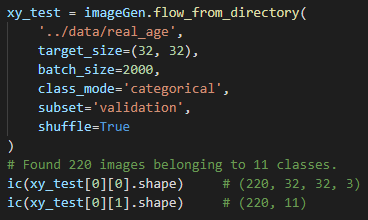 xy_test = imageGen.flow_from_directory(
    '../data/real_age',
    target_size=(32, 32),
    batch_size=2000,
    class_mode='categorical',
    subset='validation',
    shuffle=True
)
# Found 220 images belonging to 11 classes.
ic(xy_test[0][0].shape)     # (220, 32, 32, 3)
ic(xy_test[0][1].shape)     # (220, 11)